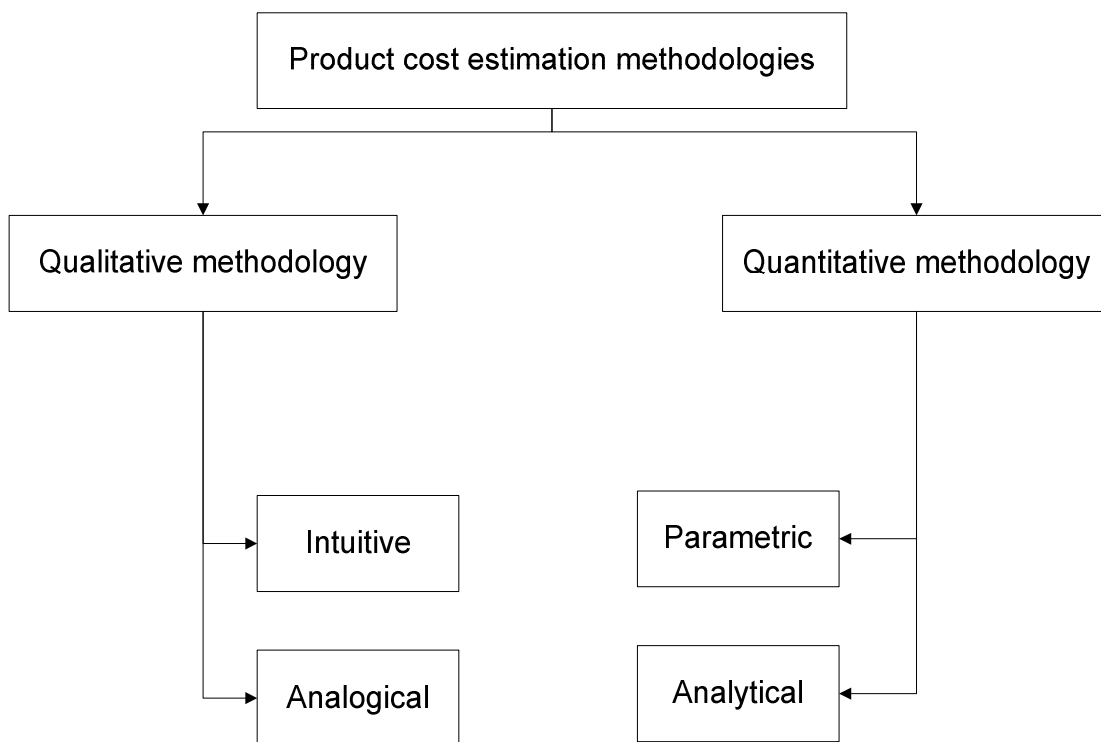 Product cost estimation methodologies
Qualitative methodology
Quantitative methodology
Intuitive
Parametric
Analogical
Analytical